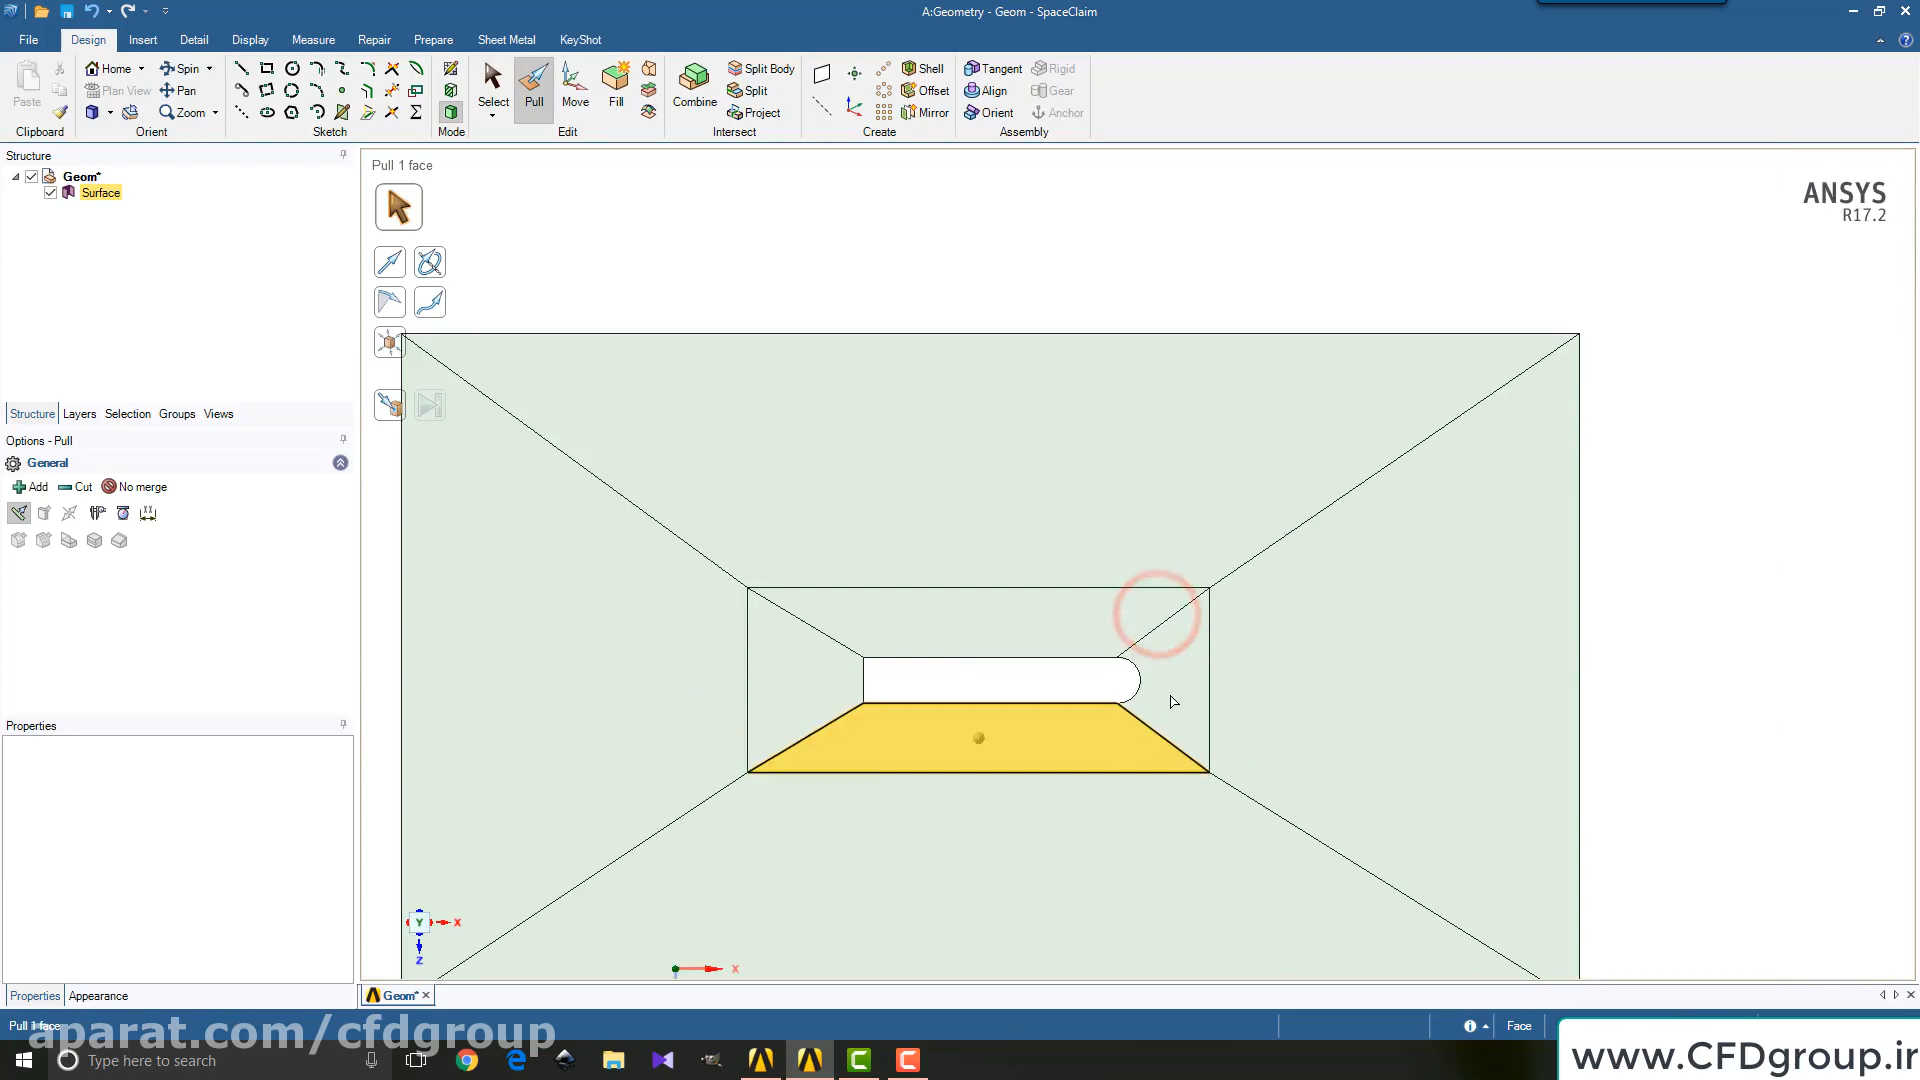 A:Geometry - Geom - SpaceClaim
File Design Insert Detail Display Measure Repair Prepare Sheet Metal KeyShot
Paste
Clipboard
Home Spin
Plan View Pan
Zoom
Orient
Sketch
Mode
Select Pull Move Fill
Edit
Combine
Split Body
Split
Project
Intersect
Shell
Offset
Mirror
Create
Tangent Rigid
Align Gear
Orient Anchor
Assembly
Structure
Geom*
Surface
Structure Layers Selection Groups Views
Options - Pull
General
Add Cut No merge
Properties
Properties Appearance
Pull 1 face
ANSYS
R17.2
Y X
Z
X
Geom*
Pull 1 face
Face
aparat.com/cfdgroup
Type here to search
www.CFDgroup.ir